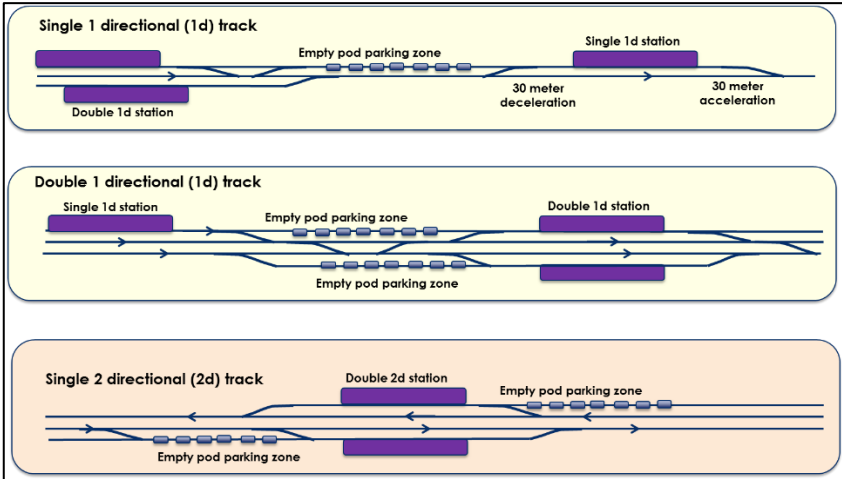 Single 1 directional (1d) track
Empty pod parking zone
Single 1d station
Double 1d station
30 meter
deceleration
30 meter
acceleration
Double 1 directional (1d) track
Single 1d station
Empty pod parking zone
Double 1d station
Empty pod parking zone
Single 2 directional (2d) track
Double 2d station
Empty pod parking zone
Empty pod parking zone